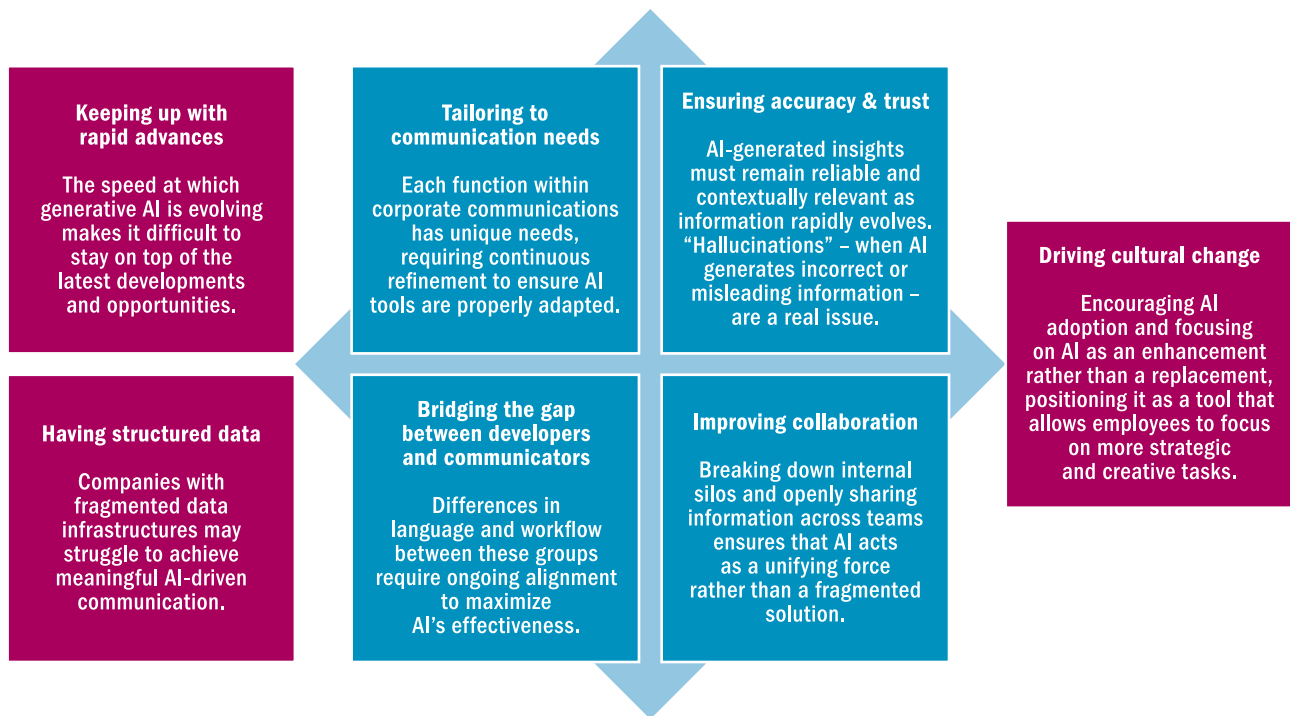 Keeping up with
rapid advances
The speed at which
generative AI is evolving
makes it difficult to
stay on top of the
latest developments
and opportunities.
Tailoring to
communication needs
Each function within
corporate communications
has unique needs,
requiring continuous
refinement to ensure AI
tools are properly adapted.
Ensuring accuracy & trust
AI-generated insights
must remain reliable and
contextually relevant as
information rapidly evolves.
“Hallucinations” – when AI
generates incorrect or
misleading information –
are a real issue.
Driving cultural change
Encouraging AI
adoption and focusing
on AI as an enhancement
rather than a replacement,
positioning it as a tool that
allows employees to focus
on more strategic
and creative tasks.
Having structured data
Companies with
fragmented data
infrastructures may
struggle to achieve
meaningful AI-driven
communication.
Bridging the gap
between developers
and communicators
Differences in
language and workflow
between these groups
require ongoing alignment
to maximize
AI’s effectiveness.
Improving collaboration
Breaking down internal
silos and openly sharing
information across teams
ensures that AI acts
as a unifying force
rather than a fragmented
solution.